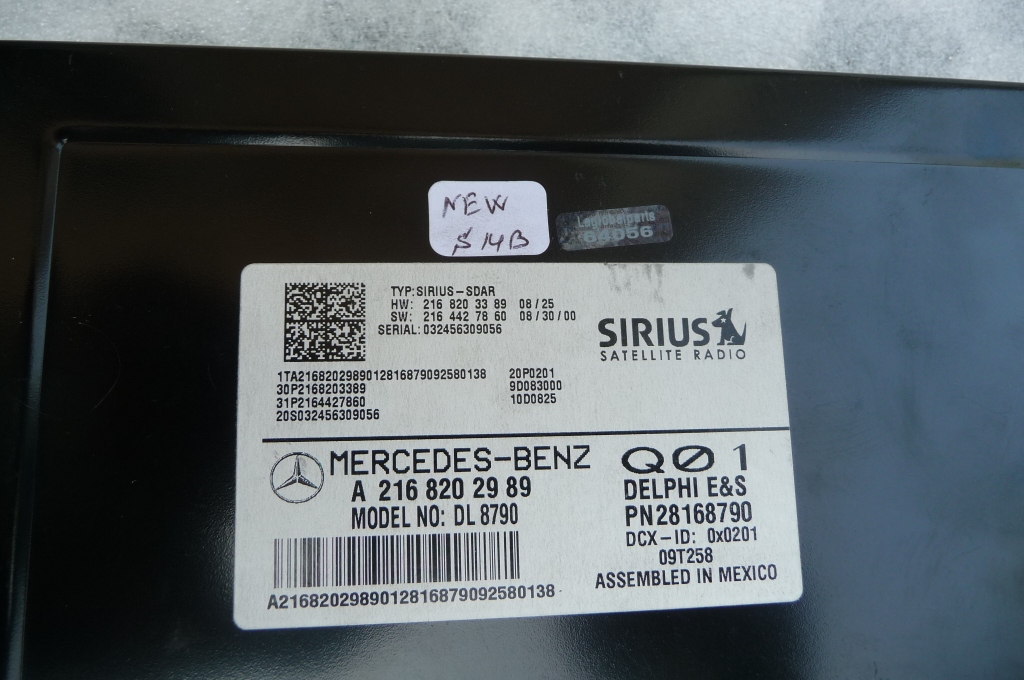 NEW
$ 14B
Laglobalparts
64056
TYP:SIRIUS-SDAR
HW: 216 820 33 89 08/25
SW: 216 442 78 60 08/30/00
SERIAL: 032456309056
SIRIUS
SATELLITE RADIO
1TA2168202989012816879092580138 20P0201
30P2168203389 9D083000
31P2164427860 10D0825
20S032456309056
MERCEDES-BENZ
A 216 820 29 89
MODEL NO: DL 8790
A2168202989012816879092580138
Q01
DELPHI E&S
PN28168790
DCX-ID: 0x0201
09T258
ASSEMBLED IN MEXICO